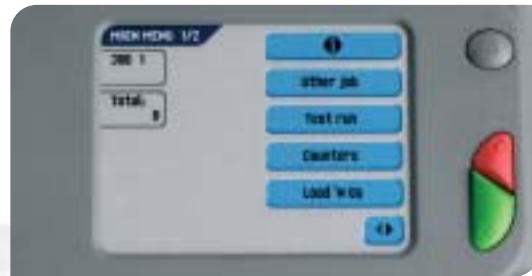 MAIN MENU 1/2
JOB 1
Total:
0
Other job
Test run
Counters
Load 'n Go